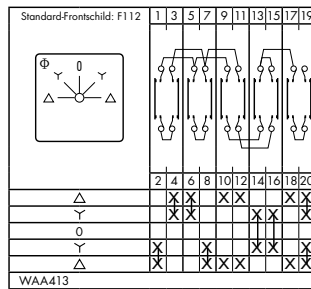 Standard-Frontschild: F112
1 3 5 7 9 11 13 15 17 19
0
2 4 6 8 10 12 14 16 18 20
X X X X X X
X X X X
0
X X X X
X X X X X X
WAA413